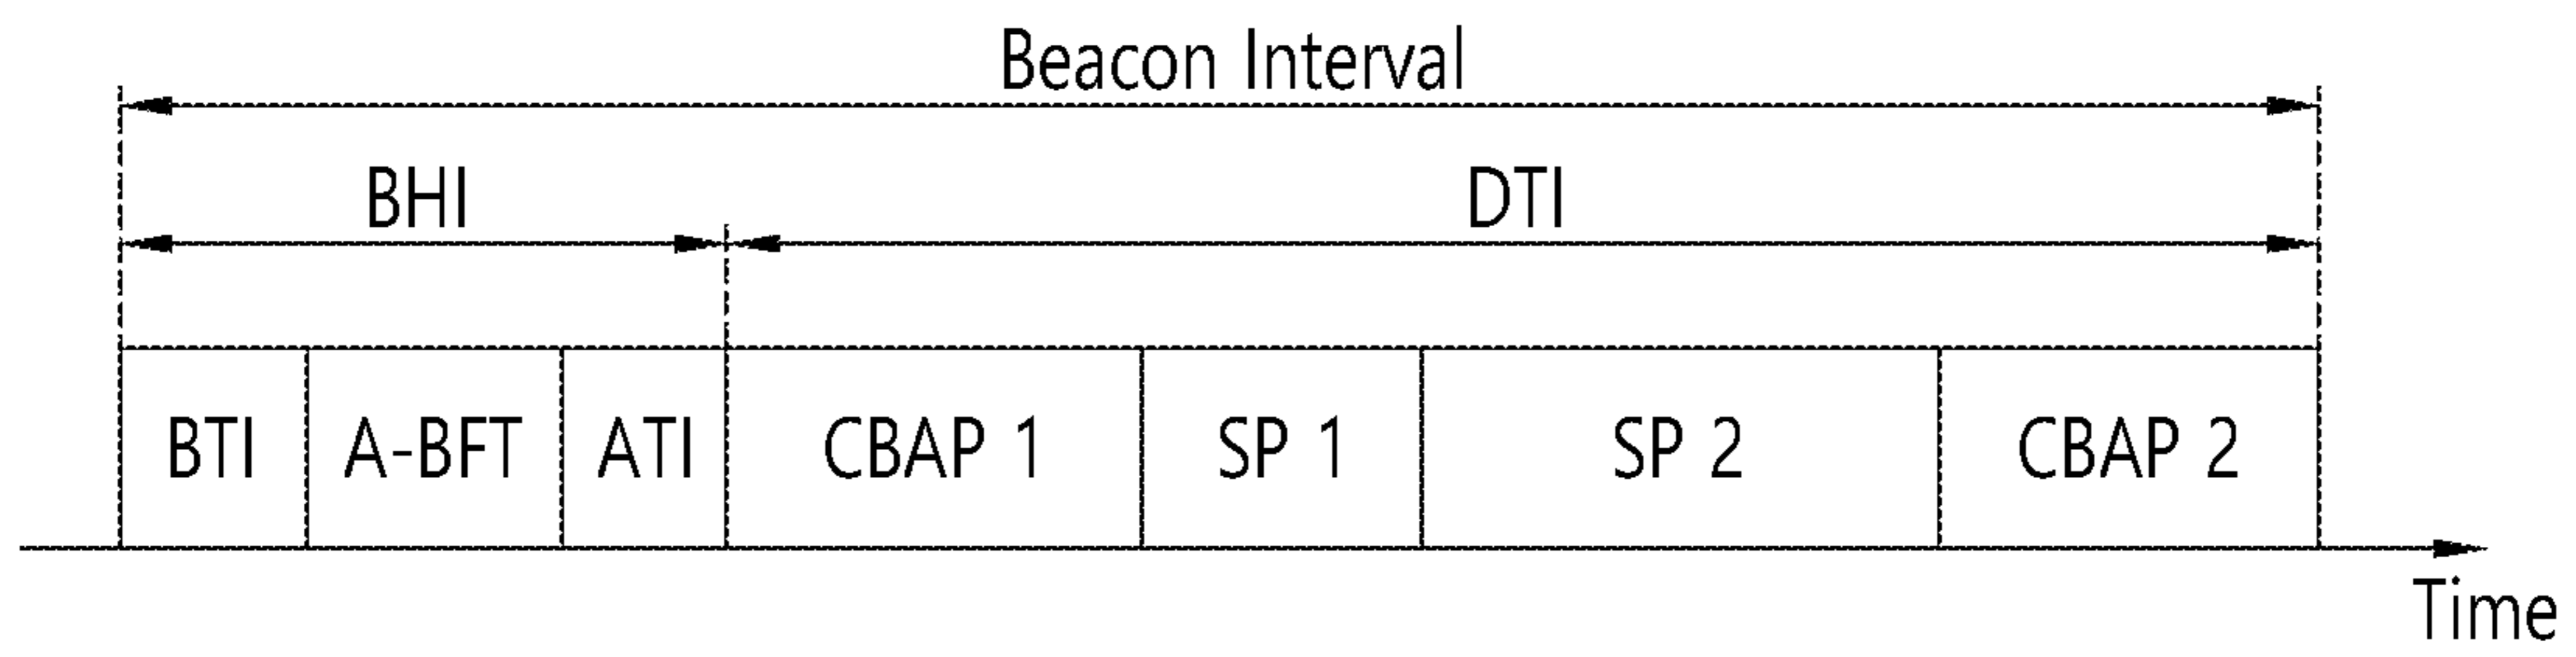 Beacon Interval
BHI DTI
BTI A-BFT ATI CBAP 1 SP 1 SP 2 CBAP 2
Time